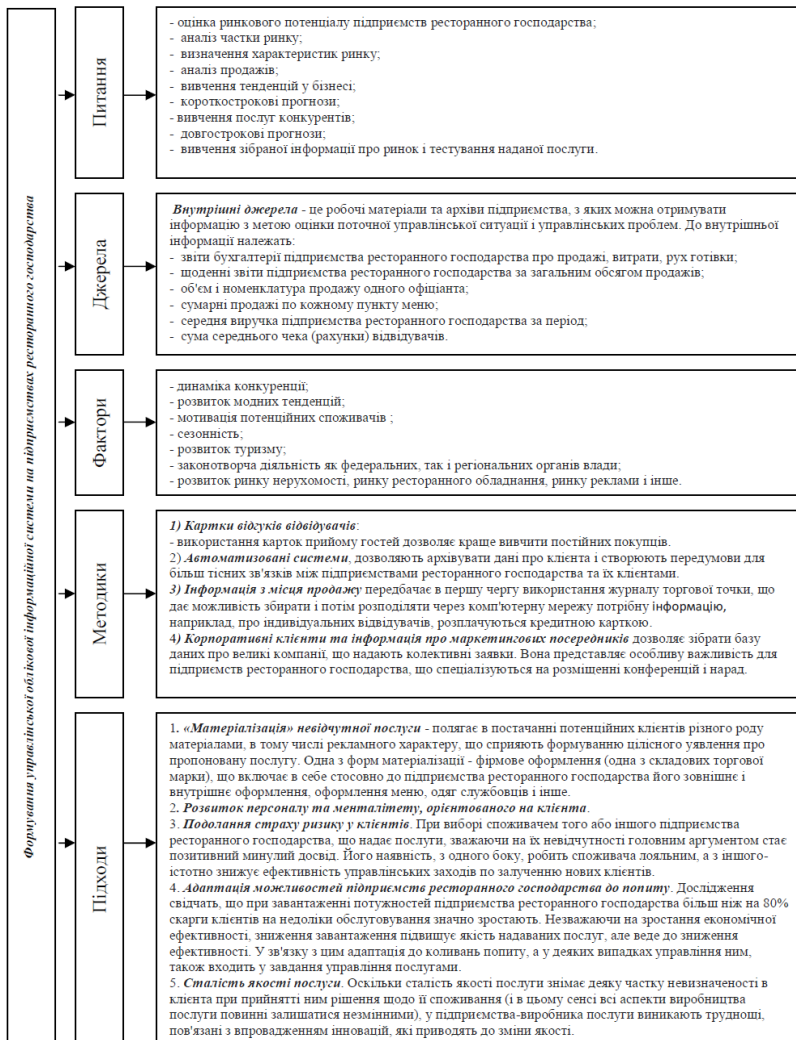 Формування управлінської облікової інформаційної системи на підприємствах ресторанного господарства
Питання
- оцінка ринкового потенціалу підприємств ресторанного господарства;
- аналіз частки ринку;
- визначення характеристик ринку;
- аналіз продажів;
- вивчення тенденцій у бізнесі;
- короткострокові прогнози;
- вивчення послуг конкурентів;
- довгострокові прогнози;
- вивчення зібраної інформації про ринок і тестування наданої послуги.
Джерела
Внутрішні джерела - це робочі матеріали та архіви підприємства, з яких можна отримувати
інформацію з метою оцінки поточної управлінської ситуації і управлінських проблем. До внутрішньої
інформації належать:
- звіти бухгалтерії підприємства ресторанного господарства про продажі, витрати, рух готівки;
- щоденні звіти підприємства ресторанного господарства за загальним обсягом продажів;
- об'єм і номенклатура продажу одного офіціанта;
- сумарні продажі по кожному пункту меню;
- середня виручка підприємства ресторанного господарства за період;
- сума середнього чека (рахунки) відвідувачів.
Фактори
- динаміка конкуренції;
- розвиток модних тенденцій;
- мотивація потенційних споживачів ;
- сезонність;
- розвиток туризму;
- законотворча діяльність як федеральних, так і регіональних органів влади;
- розвиток ринку нерухомості, ринку ресторанного обладнання, ринку реклами і інше.
Методики
1) Картки відгуків відвідувачів:
- використання карток прийому гостей дозволяє краще вивчити постійних покупців.
2) Автоматизовані системи, дозволяють архівувати дані про клієнта і створюють передумови для
більш тісних зв'язків між підприємствами ресторанного господарства та їх клієнтами.
3) Інформація з місця продажу передбачає в першу чергу використання журналу торгової точки, що
дає можливість збирати і потім розподіляти через комп'ютерну мережу потрібну інформацію,
наприклад, про індивидуальних відвідувачів, розплачуються кредитною карткою.
4) Корпоративні клієнти та інформація про маркетингових посередників дозволяє зібрати базу
даних про великі компанії, що надають колективні заявки. Вона представляє особливу важливість для
підприємств ресторанного господарства, що спеціалізуються на розміщенні конференцій і нарад.
Підходи
1. «Матеріалізація» невідчутної послуги - полягає в постачанні потенційних клієнтів різного роду
матеріалами, в тому числі рекламного характеру, що сприяють формуванню цілісного уявлення про
пропоновану послугу. Одна з форм матеріалізації - фірмове оформлення (одна з складових торгової
марки), що включає в себе стосовно до підприємства ресторанного господарства його зовнішнє і
внутрішнє оформлення, оформлення меню, одяг службовців і інше.
2. Розвиток персоналу та менталітету, орієнтованого на клієнта.
3. Подолання страху ризику у клієнтів. При виборі споживачем того або іншого підприємства
ресторанного господарства, що надає послуги, зважаючи на їх невідчутності головним аргументом стає
позитивний минулий досвід. Його наявність, з одного боку, робить споживача лояльним, а з іншого-
істотно знижує ефективність управлінських заходів по залученню нових клієнтів.
4. Адаптація можливостей підприємств ресторанного господарства до попиту. Дослідження
свідчать, що при завантаженні потужностей підприємства ресторанного господарства більш ніж на 80%
скарги клієнтів на недоліки обслуговування значно зростають. Незважаючи на зростання економічної
ефективності, зниження завантаження підвищує якість надаваних послуг, але веде до зниження
ефективності. У зв'язку з цим адаптація до коливань попиту, а у деяких випадках управління ним,
також входить у завдання управління послугами.
5. Сталість якості послуги. Оскільки сталість якості послуги знімає деяку частку невизначеності в
клієнта при прийнятті ним рішення щодо її споживання (і в цьому сенсі всі аспекти виробництва
послуги повинні залишатися незмінними), у підприємства-виробника послуги виникають труднощі,
пов'язані з впровадженням інновацій, які приводять до зміни якості.